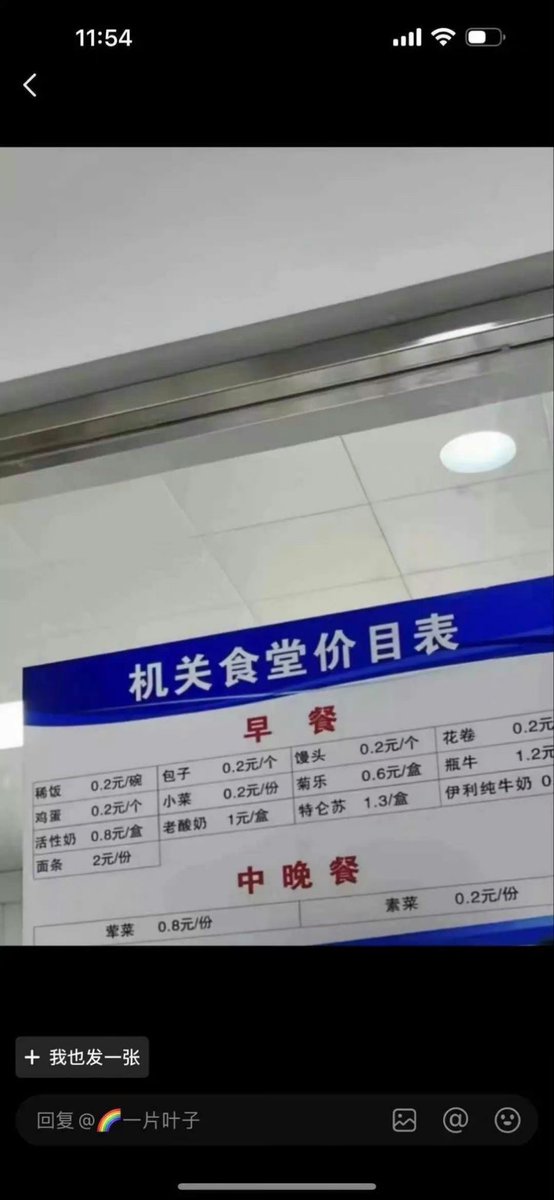 11:54
机关食堂价目表
早 餐
稀饭 0.2元/碗 包子 0.2元/个 馒头 0.2元/个 花卷 0.2元
鸡蛋 0.2元/个 小菜 0.2元/份 菊乐 0.6元/盒 瓶牛 1.2元
活性奶 0.8元/盒 老酸奶 1元/盒 特仑苏 1.3/盒 伊利纯牛奶 0
面条 2元/份
中 晚 餐
荤菜 0.8元/份 素菜 0.2元/份
+ 我也发一张
回复 @🌈一片叶子